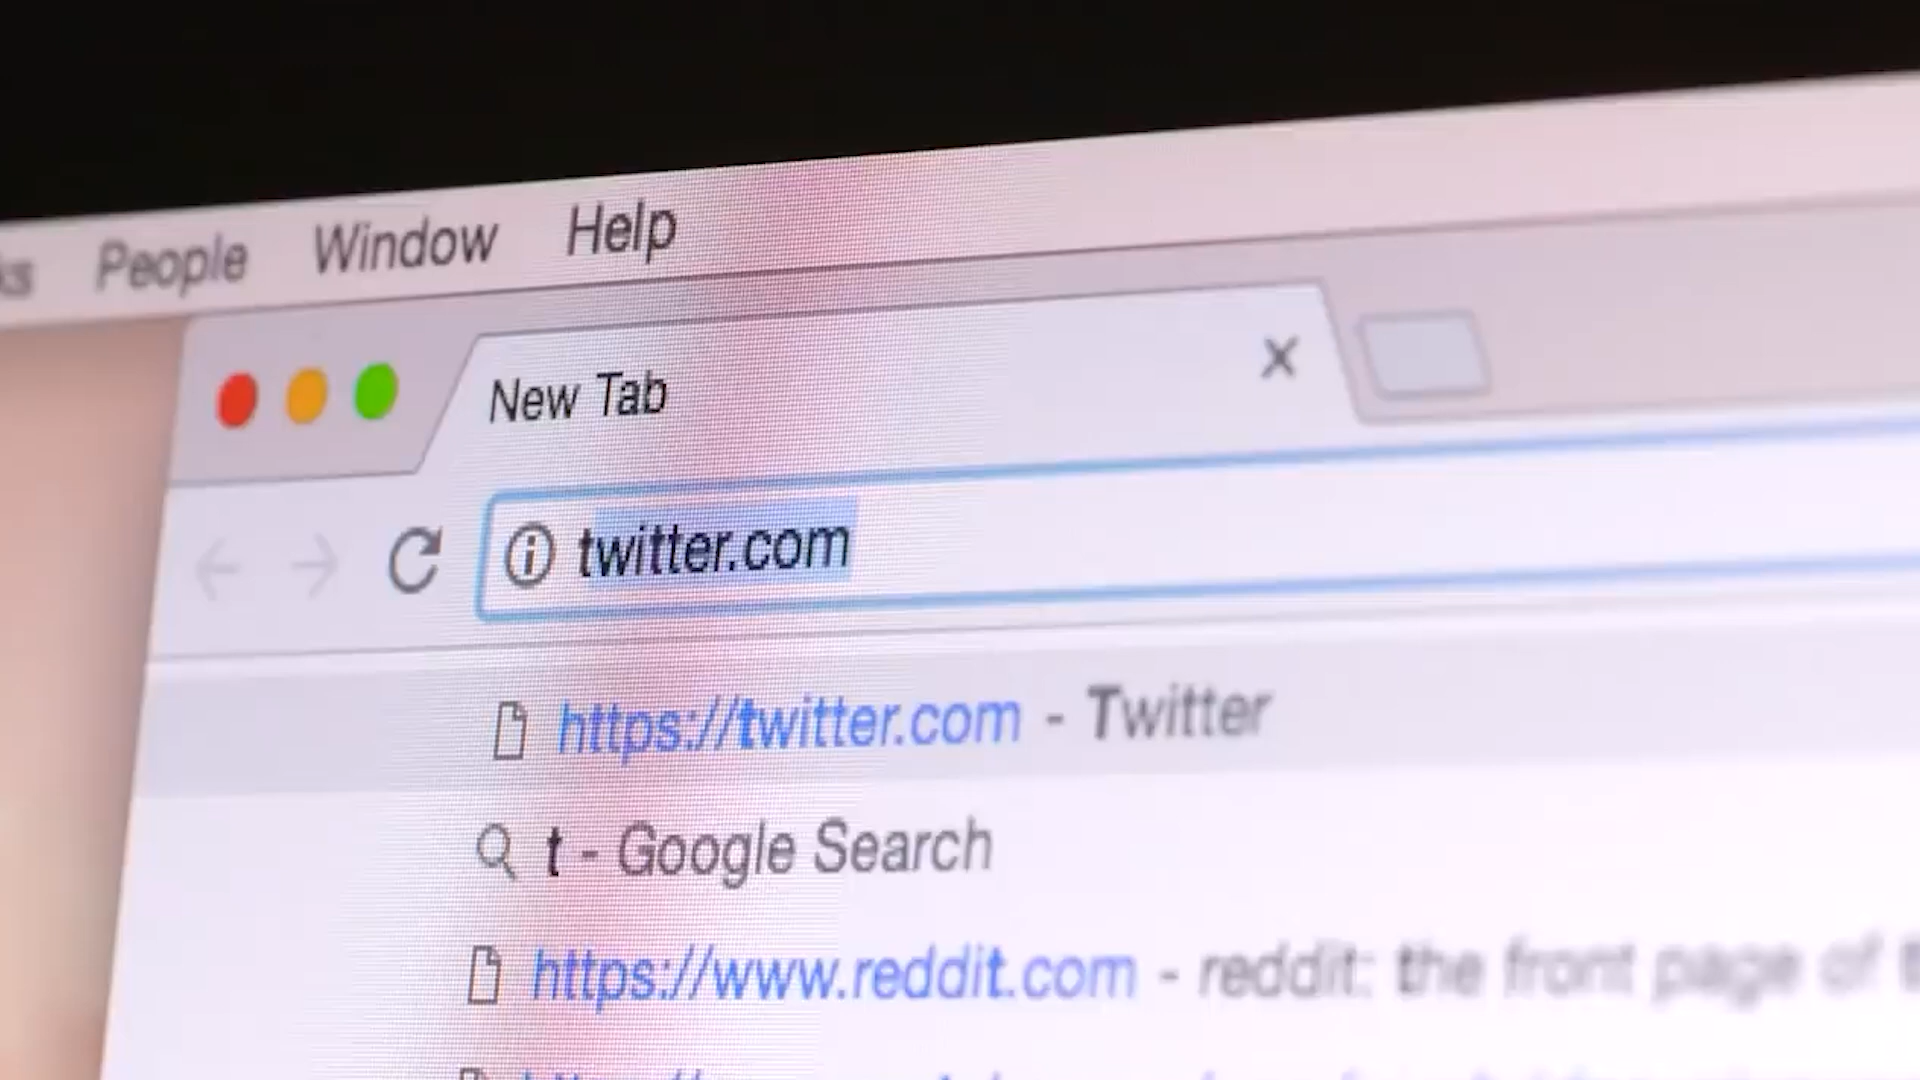 People Window Help
New Tab
twitter.com
https://twitter.com - Twitter
t - Google Search
https://www.reddit.com - reddit: the front page of